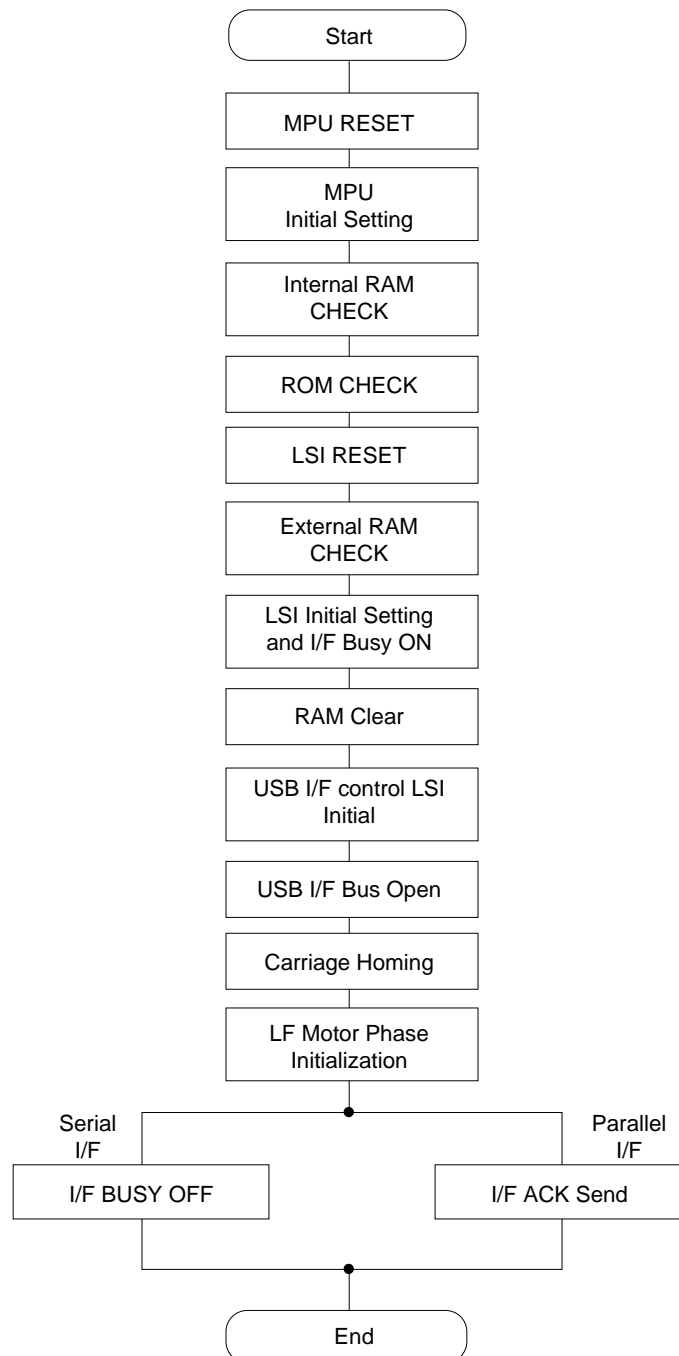 Start
MPU RESET
MPU
Initial Setting
Internal RAM
CHECK
ROM CHECK
LSI RESET
External RAM
CHECK
LSI Initial Setting
and I/F Busy ON
RAM Clear
USB I/F control LSI
Initial
USB I/F Bus Open
Carriage Homing
LF Motor Phase
Initialization
Serial
I/F
I/F BUSY OFF
Parallel
I/F
I/F ACK Send
End